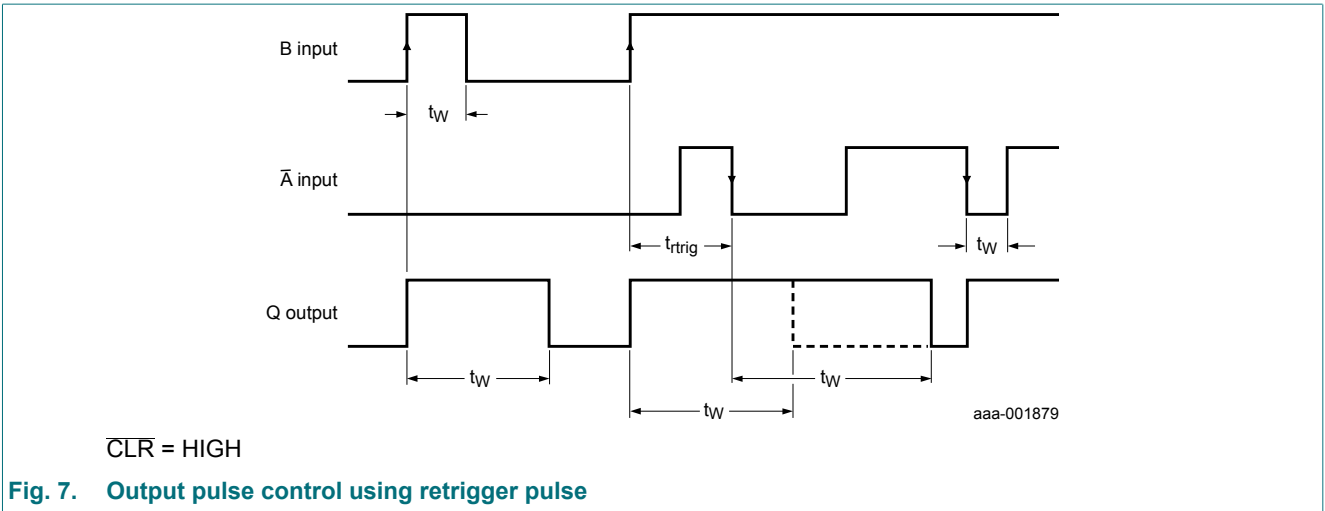 B input
tW
A̅ input
trtrig
tW
Q output
tW
tW
tW
aaa-001879
C̅L̅R̅ = HIGH
Fig. 7. Output pulse control using retrigger pulse